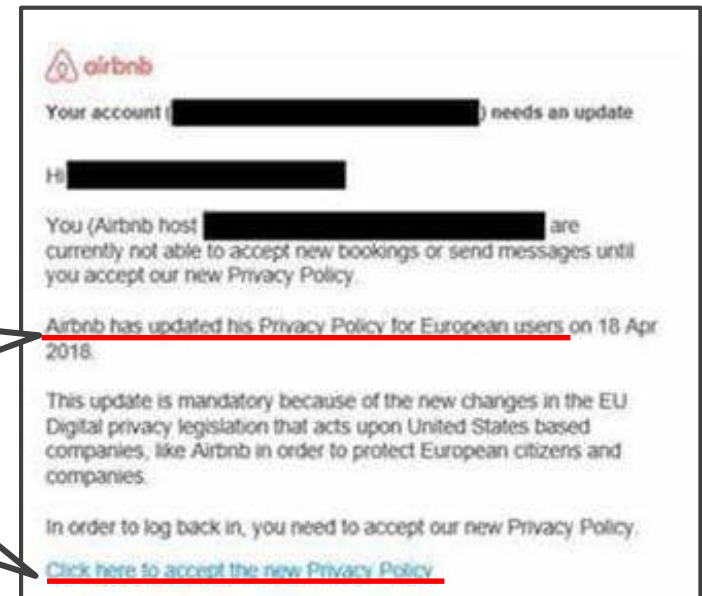 airbnb
Your account ( ) needs an update
Hi
You (Airbnb host are
currently not able to accept new bookings or send messages until
you accept our new Privacy Policy.
Airbnb has updated his Privacy Policy for European users on 18 Apr
2018.
This update is mandatory because of the new changes in the EU
Digital privacy legislation that acts upon United States based
companies, like Airbnb in order to protect European citizens and
companies.
In order to log back in, you need to accept our new Privacy Policy.
Click here to accept the new Privacy Policy